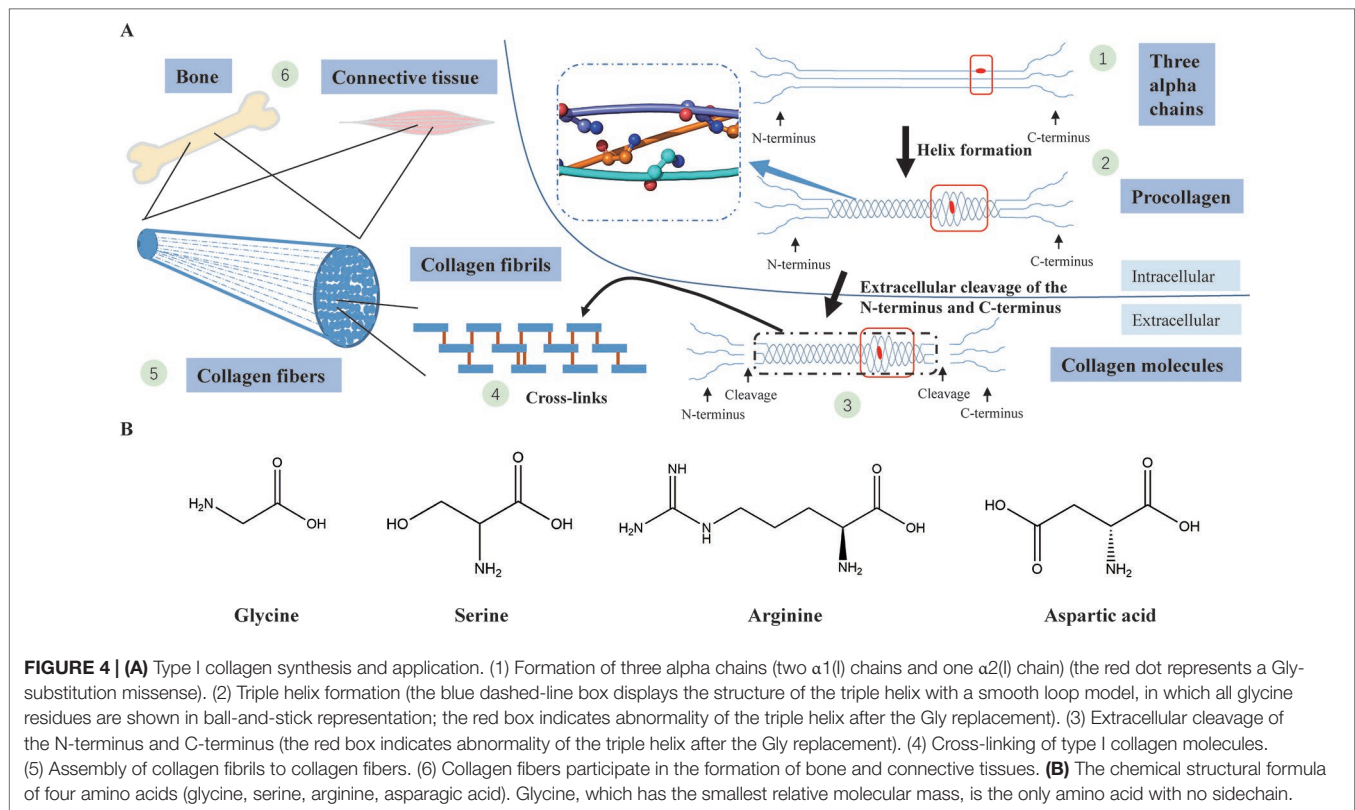 A
Bone
6
Connective tissue
1
Three
alpha
chains
N-terminus
C-terminus
Helix formation
2
Procollagen
N-terminus
C-terminus
Intracellular
Extracellular
Collagen fibrils
Extracellular cleavage of the
N-terminus and C-terminus
Collagen molecules
5
Collagen fibers
4
Cross-links
Cleavage
N-terminus
3
Cleavage
C-terminus
B
H₂N
O
OH
Glycine
HO
O
OH
NH₂
Serine
NH
H₂N
N
H
O
OH
NH₂
Arginine
HO
O
O
OH
NH₂
Aspartic acid
FIGURE 4 | (A) Type I collagen synthesis and application. (1) Formation of three alpha chains (two α1(I) chains and one α2(I) chain) (the red dot represents a Gly-
substitution missense). (2) Triple helix formation (the blue dashed-line box displays the structure of the triple helix with a smooth loop model, in which all glycine
residues are shown in ball-and-stick representation; the red box indicates abnormality of the triple helix after the Gly replacement). (3) Extracellular cleavage of
the N-terminus and C-terminus (the red box indicates abnormality of the triple helix after the Gly replacement). (4) Cross-linking of type I collagen molecules.
(5) Assembly of collagen fibrils to collagen fibers. (6) Collagen fibers participate in the formation of bone and connective tissues. (B) The chemical structural formula
of four amino acids (glycine, serine, arginine, asparagic acid). Glycine, which has the smallest relative molecular mass, is the only amino acid with no sidechain.